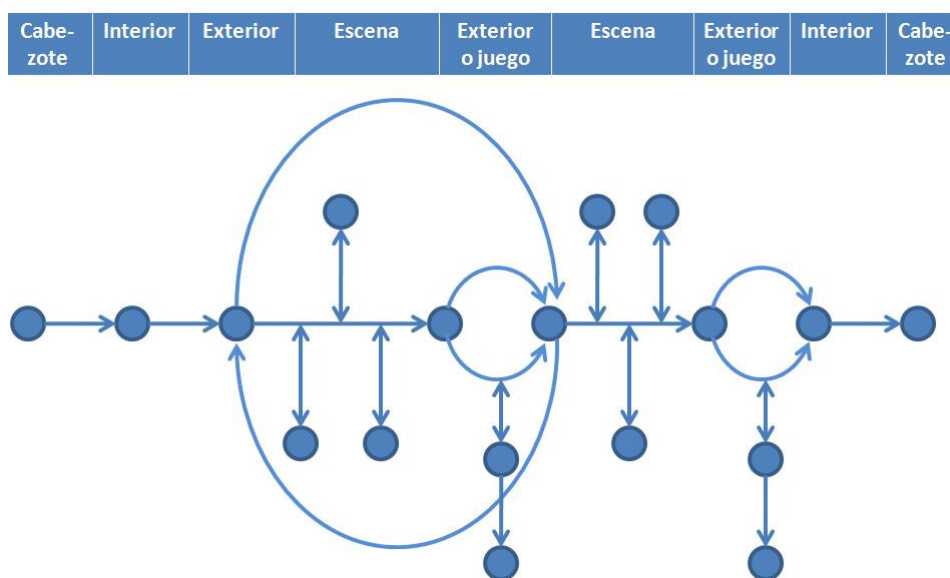 Cabe-
zote
Interior
Exterior
Escena
Exterior
o juego
Escena
Exterior
o juego
Interior
Cabe-
zote